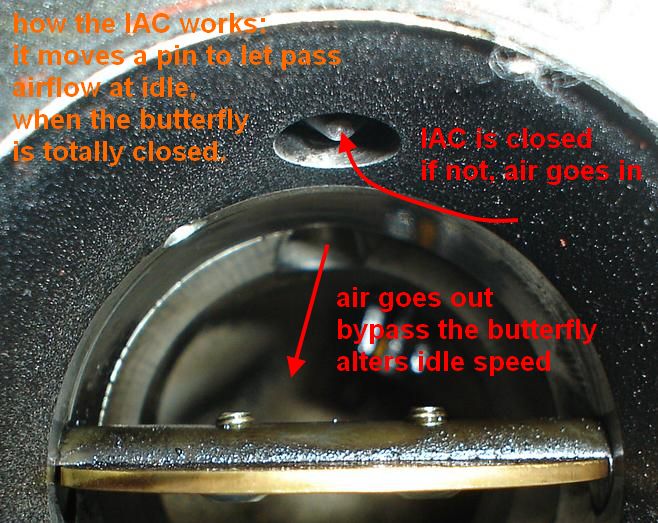 how the IAC works:
it moves a pin to let pass
airflow at idle,
when the butterfly
is totally closed.
IAC is closed
if not, air goes in
air goes out
bypass the butterfly
alters idle speed